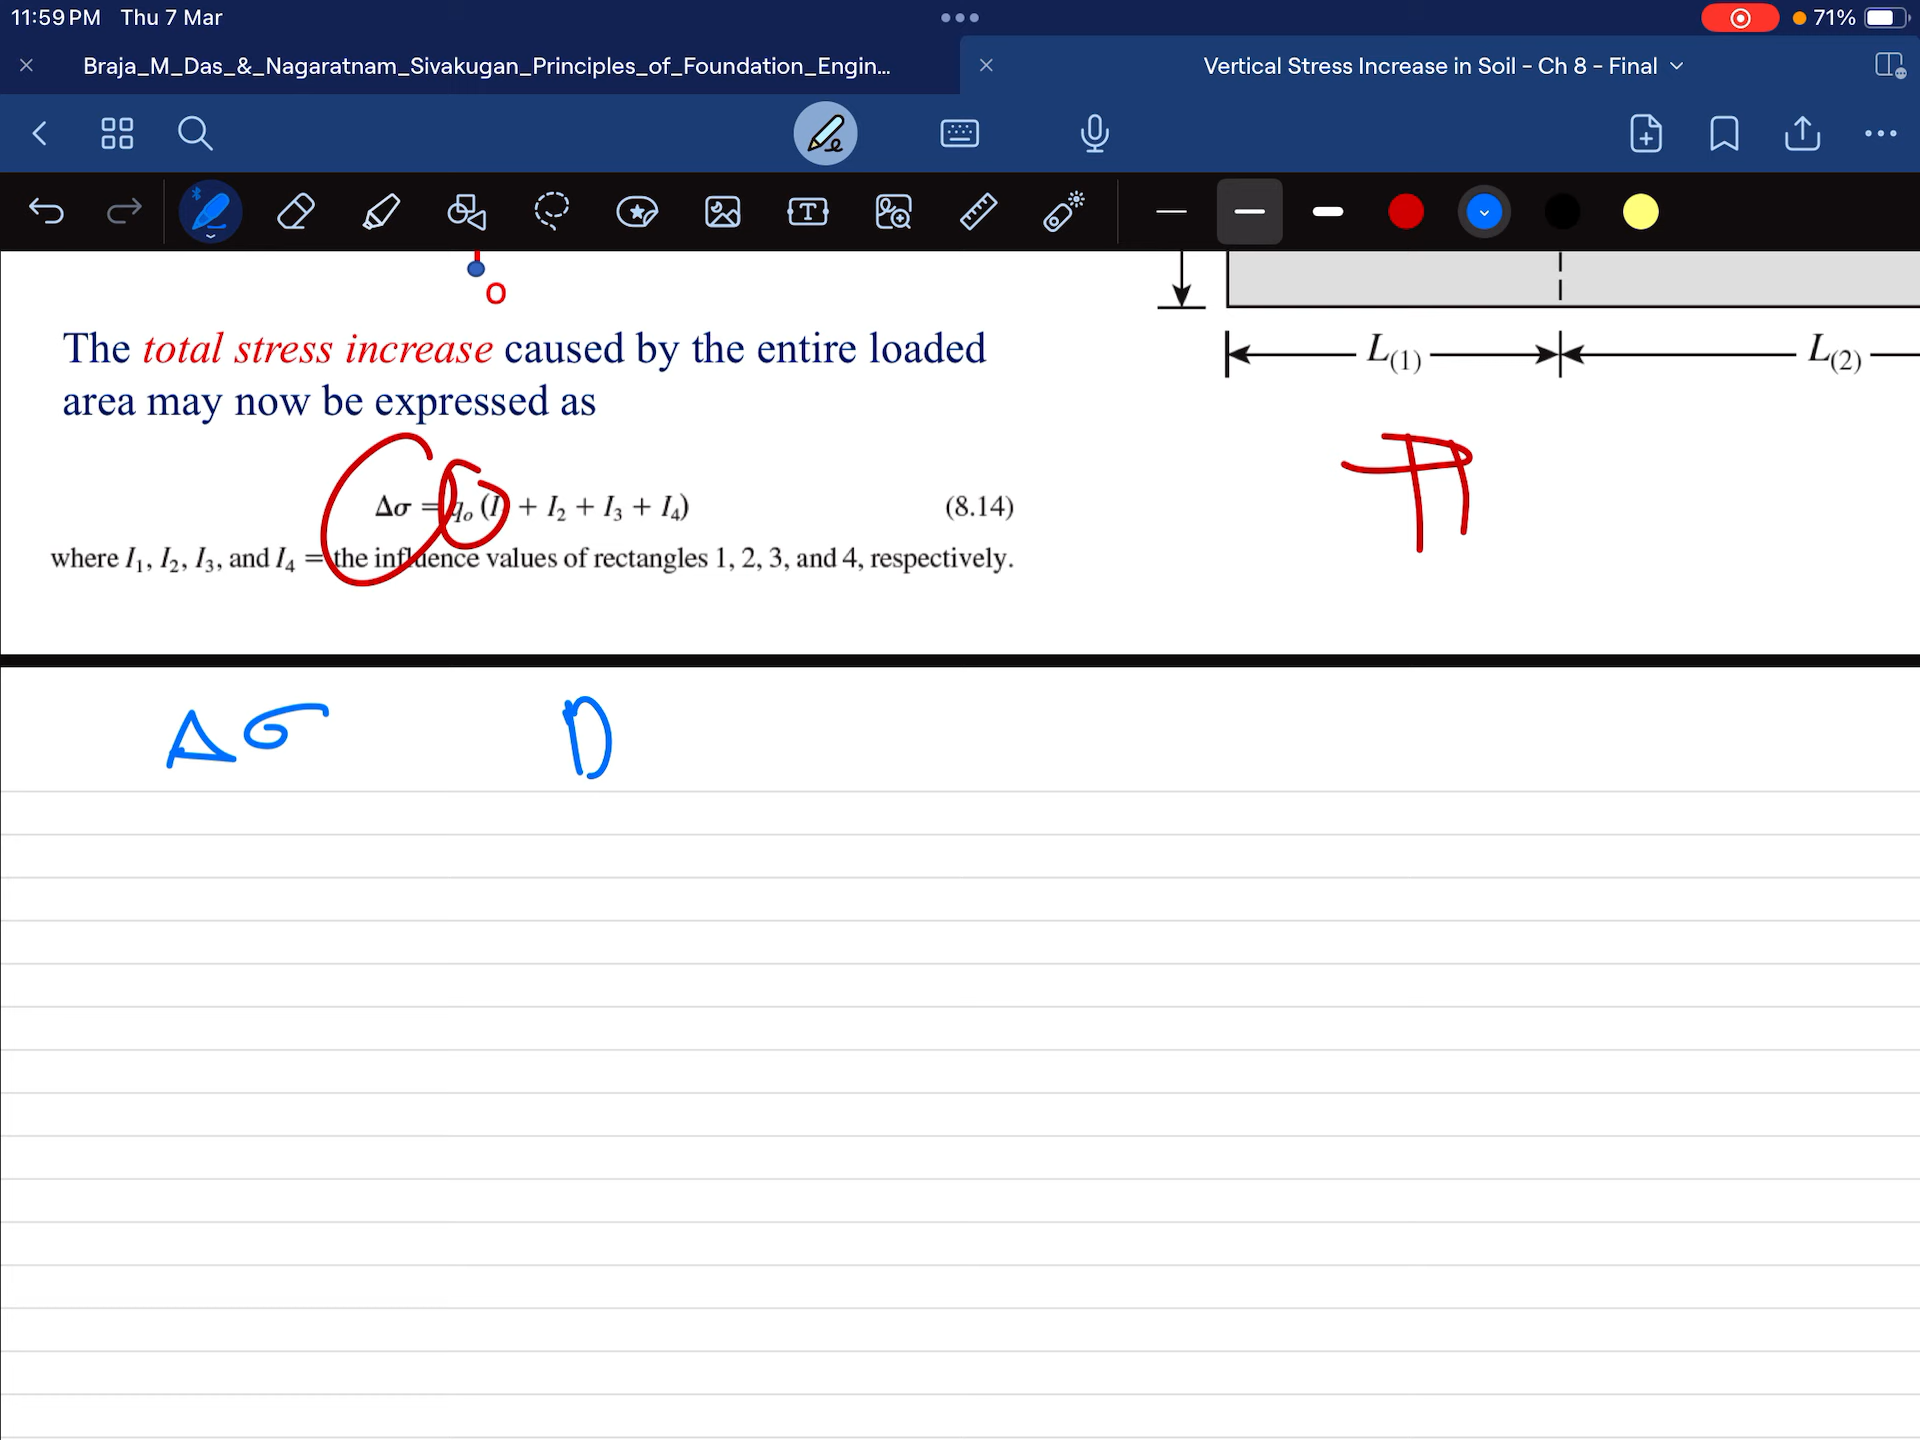 11:59 PM Thu 7 Mar 71%
Braja_M_Das_&_Nagaratnam_Sivakugan_Principles_of_Foundation_Engin... Vertical Stress Increase in Soil - Ch 8 - Final
O
The total stress increase caused by the entire loaded
area may now be expressed as
L(1) L(2)
Δσ = qₒ (I + I₂ + I₃ + I₄) (8.14)
where I₁, I₂, I₃, and I₄ = the influence values of rectangles 1, 2, 3, and 4, respectively.
Δσ D